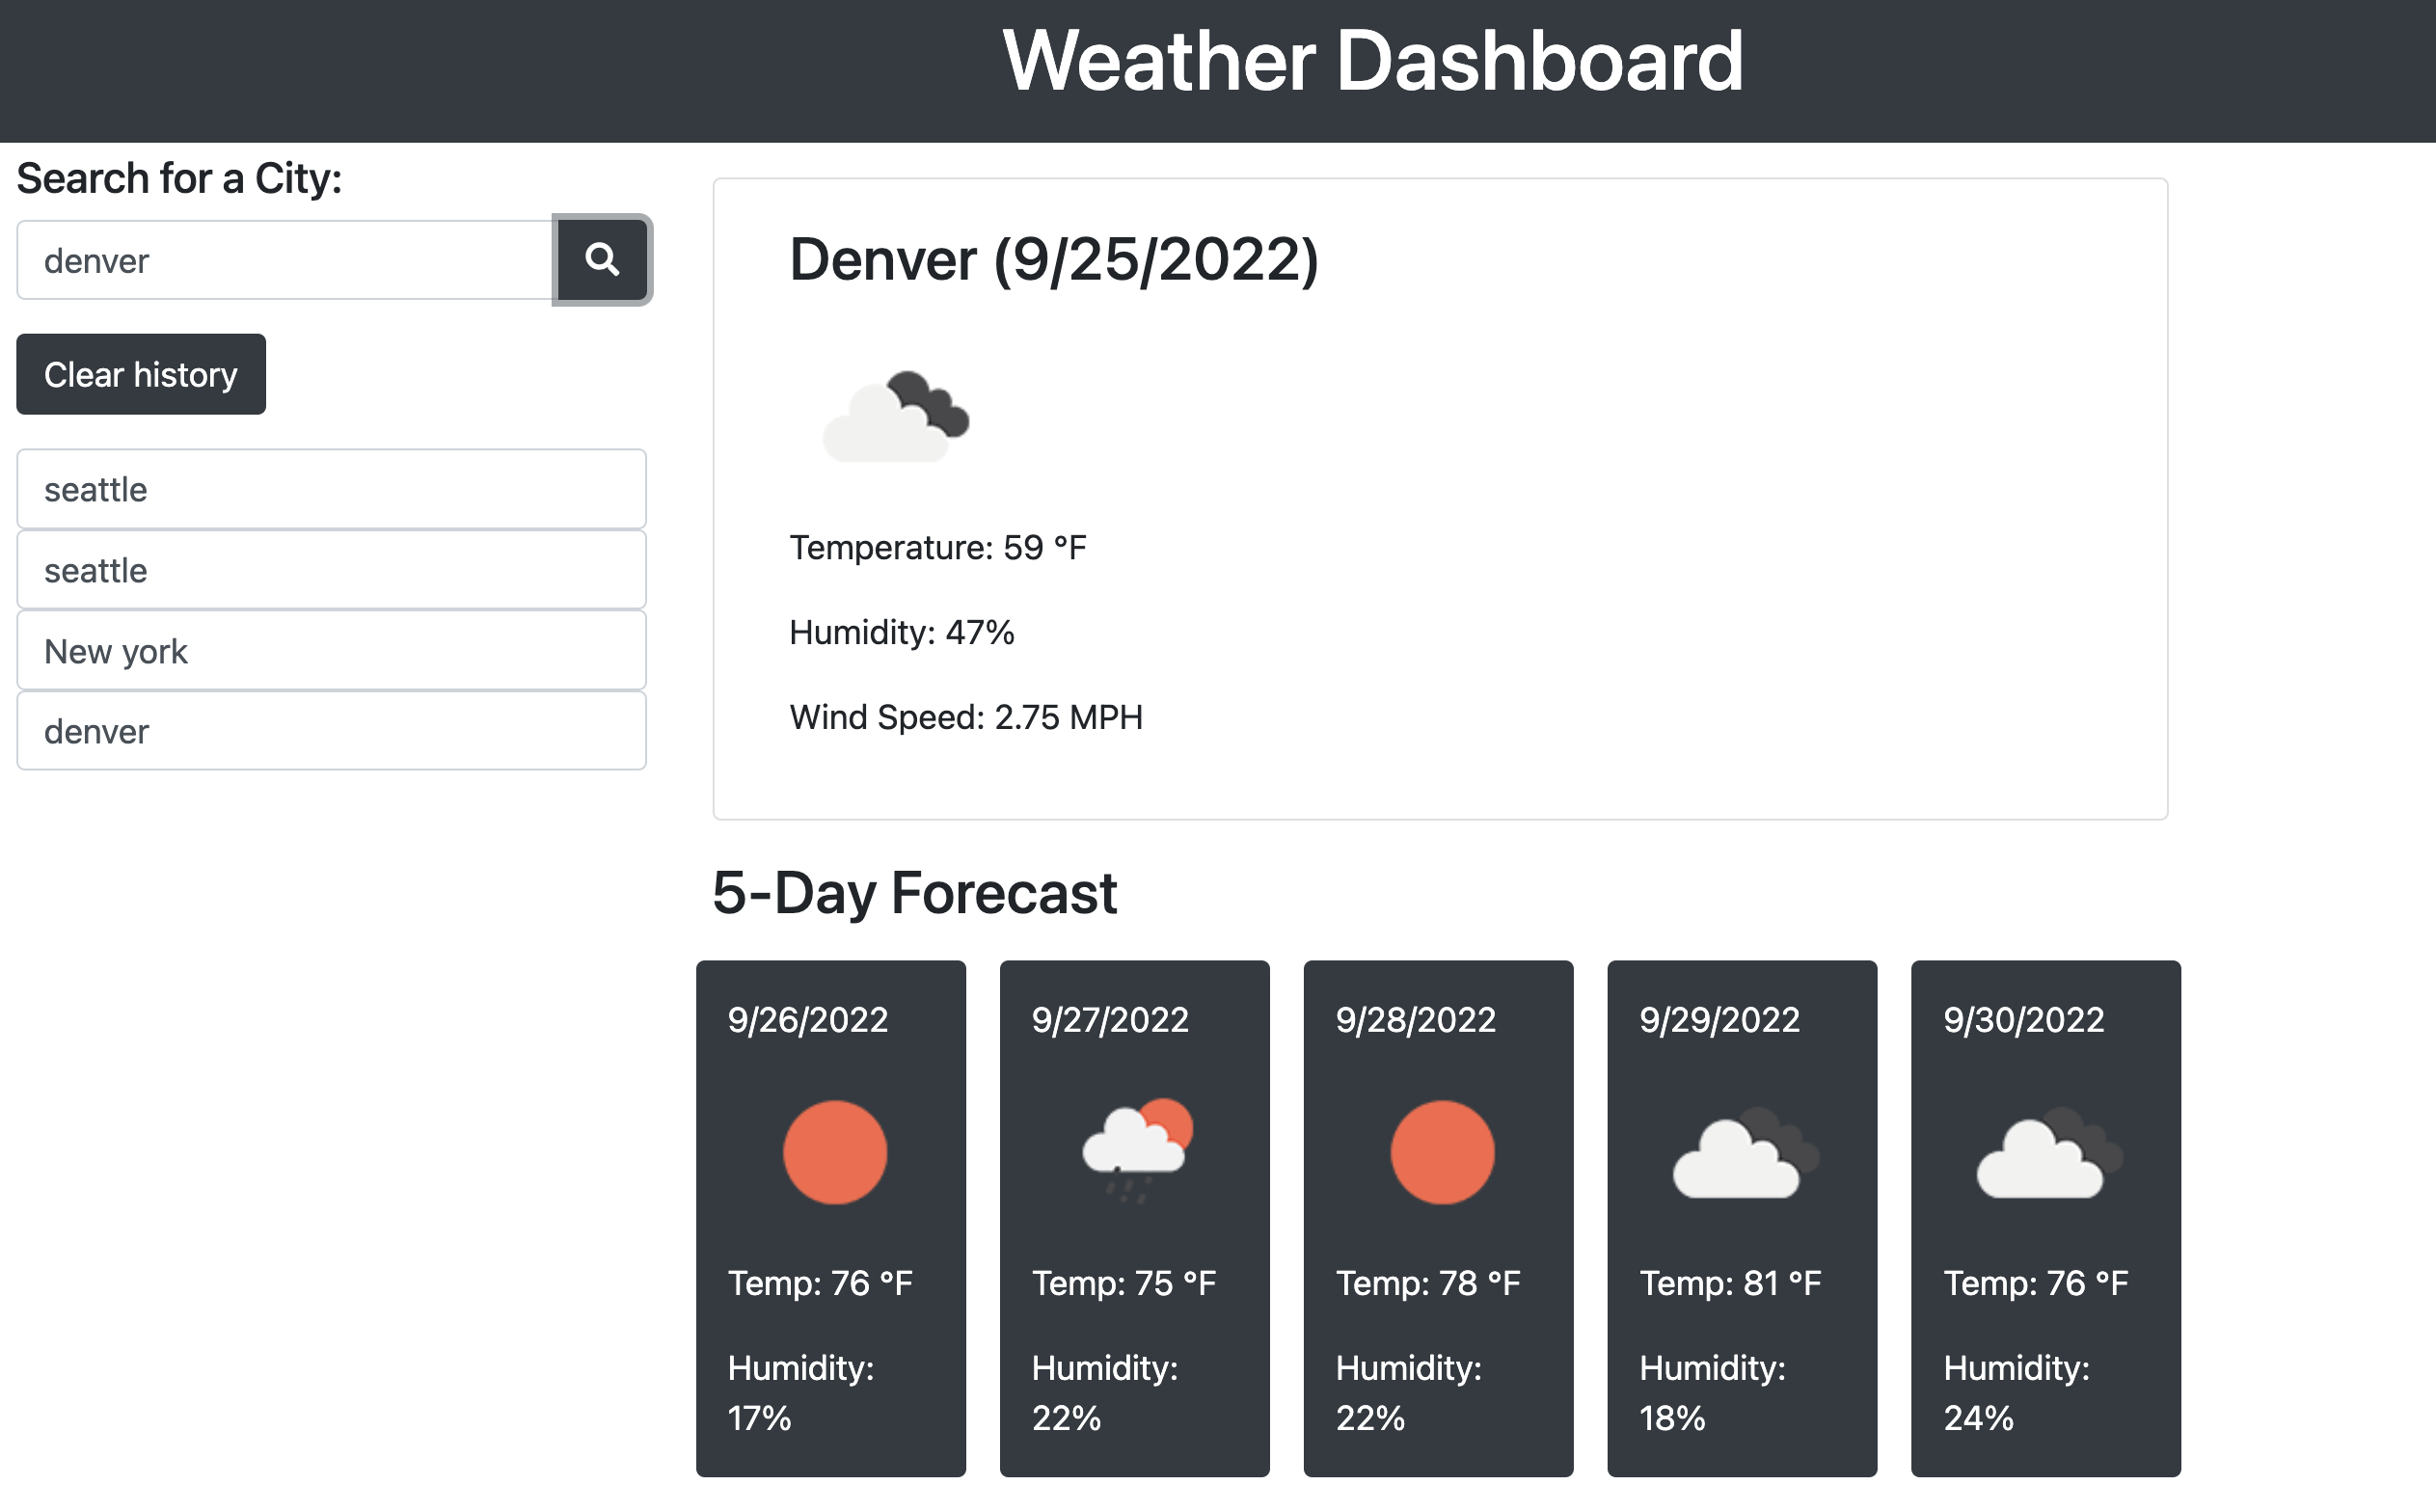 Weather Dashboard
Search for a City:
denver
Clear history
seattle
seattle
New york
denver
Denver (9/25/2022)
Temperature: 59 °F
Humidity: 47%
Wind Speed: 2.75 MPH
5-Day Forecast
9/26/2022
Temp: 76 °F
Humidity:
17%
9/27/2022
Temp: 75 °F
Humidity:
22%
9/28/2022
Temp: 78 °F
Humidity:
22%
9/29/2022
Temp: 81 °F
Humidity:
18%
9/30/2022
Temp: 76 °F
Humidity:
24%